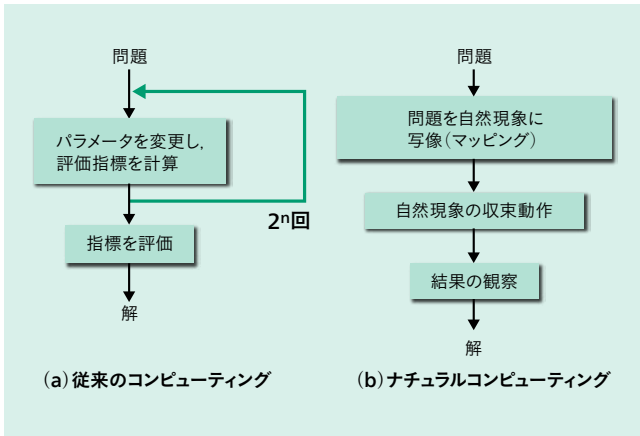 問題
パラメータを変更し,
評価指標を計算
2ⁿ回
指標を評価
解
(a)従来のコンピューティング
問題
問題を自然現象に
写像(マッピング)
自然現象の収束動作
結果の観察
解
(b)ナチュラルコンピューティング